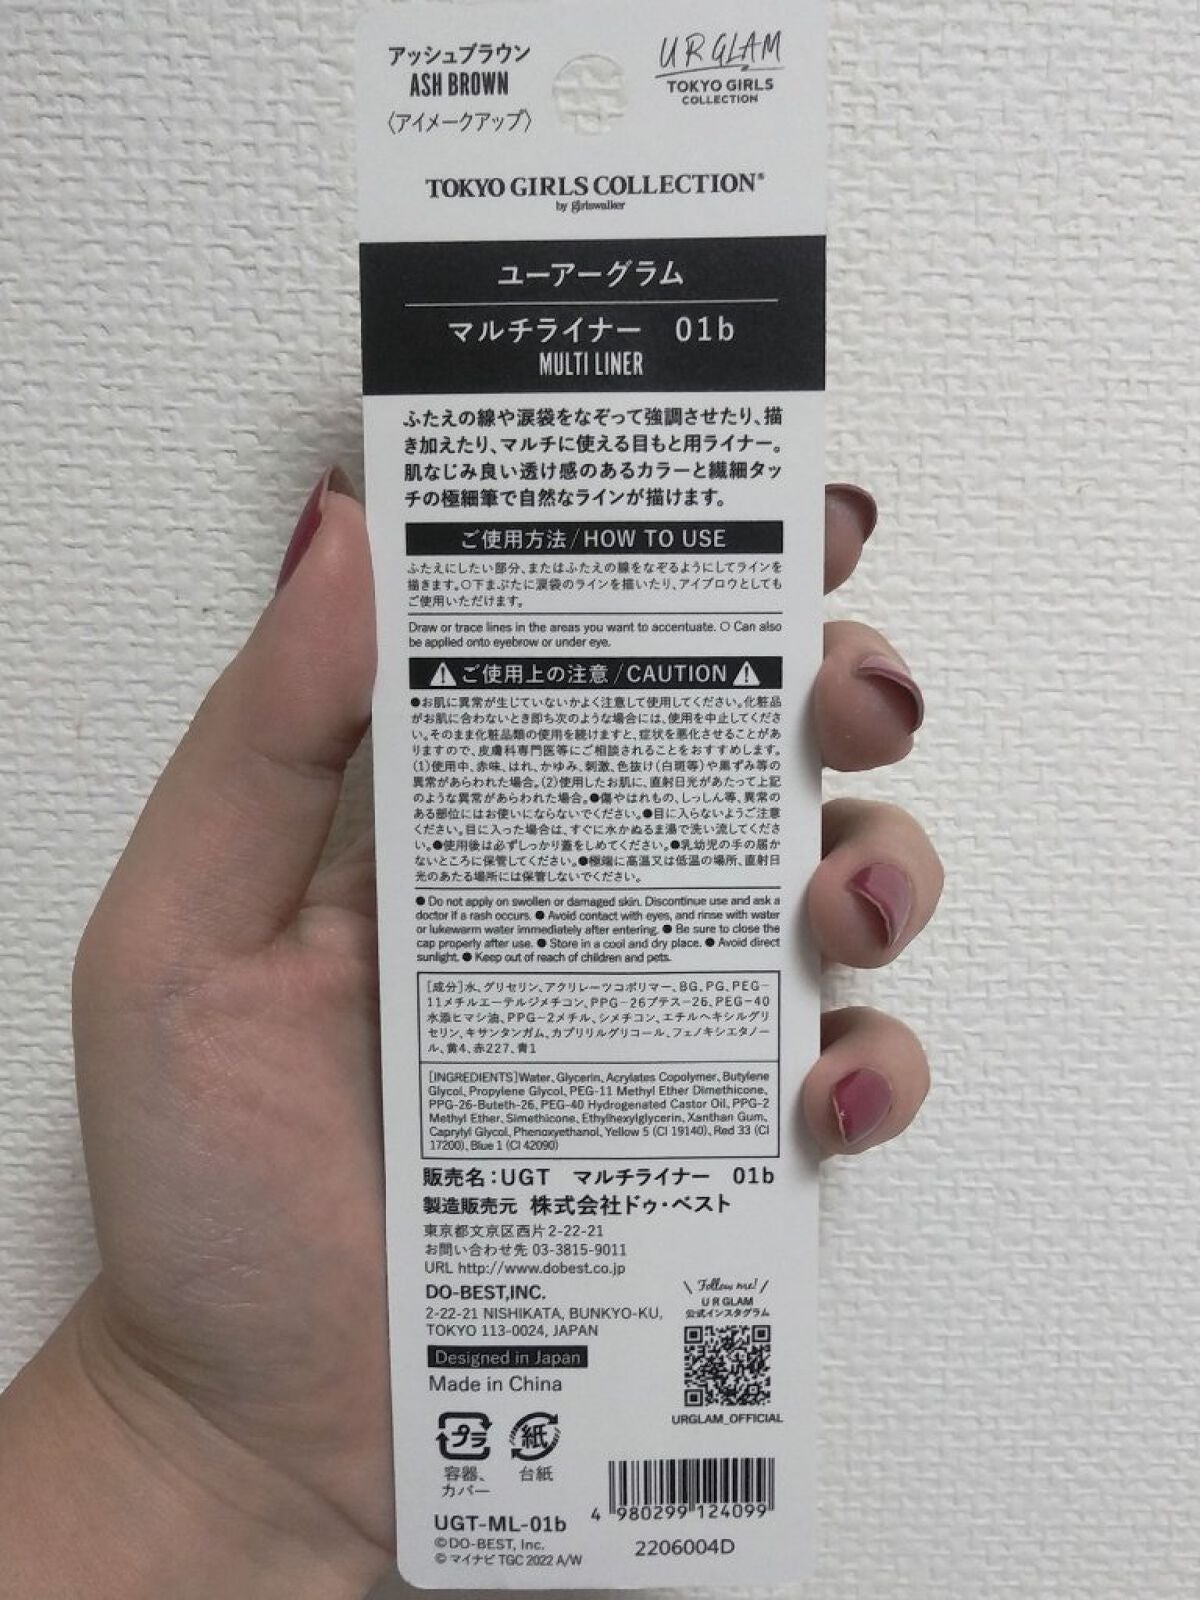 アッシュブラウン
ASH BROWN
〈アイメークアップ〉
UR GLAM
TOKYO GIRLS
COLLECTION
TOKYO GIRLS COLLECTION®
by girlswalker
ユーアーグラム
マルチライナー 01b
MULTI LINER
ふたえの線や涙袋をなぞって強調させたり、描
き加えたり、マルチに使える目もと用ライナー。
肌なじみ良い透け感のあるカラーと繊細タッ
チの極細筆で自然なラインが描けます。
ご使用方法/HOW TO USE
ふたえにしたい部分、またはふたえの線をなぞるようにしてラインを
描きます。○下まぶたに涙袋のラインを描いたり、アイブロウとしても
ご使用いただけます。
Draw or trace lines in the areas you want to accentuate. ○ Can also
be applied onto eyebrow or under eye.
ご使用上の注意/CAUTION
●お肌に異常が生じていないかよく注意して使用してください。化粧品
がお肌に合わないとき即ち次のような場合には、使用を中止してくださ
い。そのまま化粧品類の使用を続けますと、症状を悪化させることがあ
りますので、皮膚科専門医等にご相談されることをおすすめします。
(1)使用中、赤味、はれ、かゆみ、刺激、色抜け(白斑等)や黒ずみ等の
異常があらわれた場合。(2)使用したお肌に、直射日光があたって上記
のような異常があらわれた場合。●傷やはれもの、しっしん等、異常の
ある部位にはお使いにならないでください。●目に入らないようご注意
ください。目に入った場合は、すぐに水かぬるま湯で洗い流してくださ
い。●使用後は必ずしっかり蓋をしめてください。●乳幼児の手の届か
ないところに保管してください。●極端に高温又は低温の場所、直射日
光のあたる場所には保管しないでください。
● Do not apply on swollen or damaged skin. Discontinue use and ask a
doctor if a rash occurs. ● Avoid contact with eyes, and rinse with water
or lukewarm water immediately after entering. ● Be sure to close the
cap properly after use. ● Store in a cool and dry place. ● Avoid direct
sunlight. ● Keep out of reach of children and pets.
[成分]水、グリセリン、アクリレーツコポリマー、BG、PG、PEG-
11メチルエーテルジメチコン、PPG-26ブテス-26、PEG-40
水添ヒマシ油、PPG-2メチル、シメチコン、エチルヘキシルグリ
セリン、キサンタンガム、カプリリルグリコール、フェノキシエタノー
ル、黄4、赤227、青1
[INGREDIENTS]Water, Glycerin, Acrylates Copolymer, Butylene
Glycol, Propylene Glycol, PEG-11 Methyl Ether Dimethicone,
PPG-26-Buteth-26, PEG-40 Hydrogenated Castor Oil, PPG-2
Methyl Ether, Simethicone, Ethylhexylglycerin, Xanthan Gum,
Caprylyl Glycol, Phenoxyethanol, Yellow 5 (CI 19140), Red 33 (CI
17200), Blue 1 (CI 42090)
販売名:UGT マルチライナー 01b
製造販売元 株式会社ドゥ・ベスト
東京都文京区西片2-22-21
お問い合わせ先 03-3815-9011
URL http://www.dobest.co.jp
DO-BEST,INC.
2-22-21 NISHIKATA, BUNKYO-KU,
TOKYO 113-0024, JAPAN
Designed in Japan
Made in China
\ Follow me! /
U R GLAM
公式インスタグラム
URGLAM_OFFICIAL
プラ
容器、
カバー
紙
台紙
UGT-ML-01b
©DO-BEST, Inc.
© マイナビ TGC 2022 A/W
4 980299 124099
2206004D